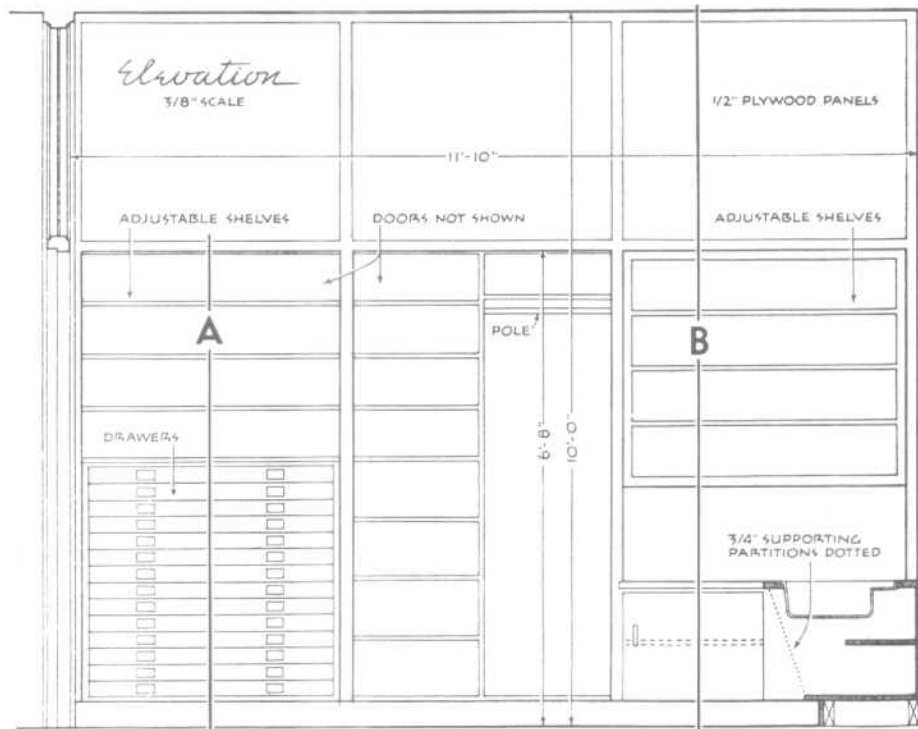 Elevation
3/8" SCALE
1/2" PLYWOOD PANELS
11'-10"
ADJUSTABLE SHELVES
DOORS NOT SHOWN
ADJUSTABLE SHELVES
A
POLE
B
DRAWERS
6'-8"
10'-0"
3/4" SUPPORTING
PARTITIONS DOTTED